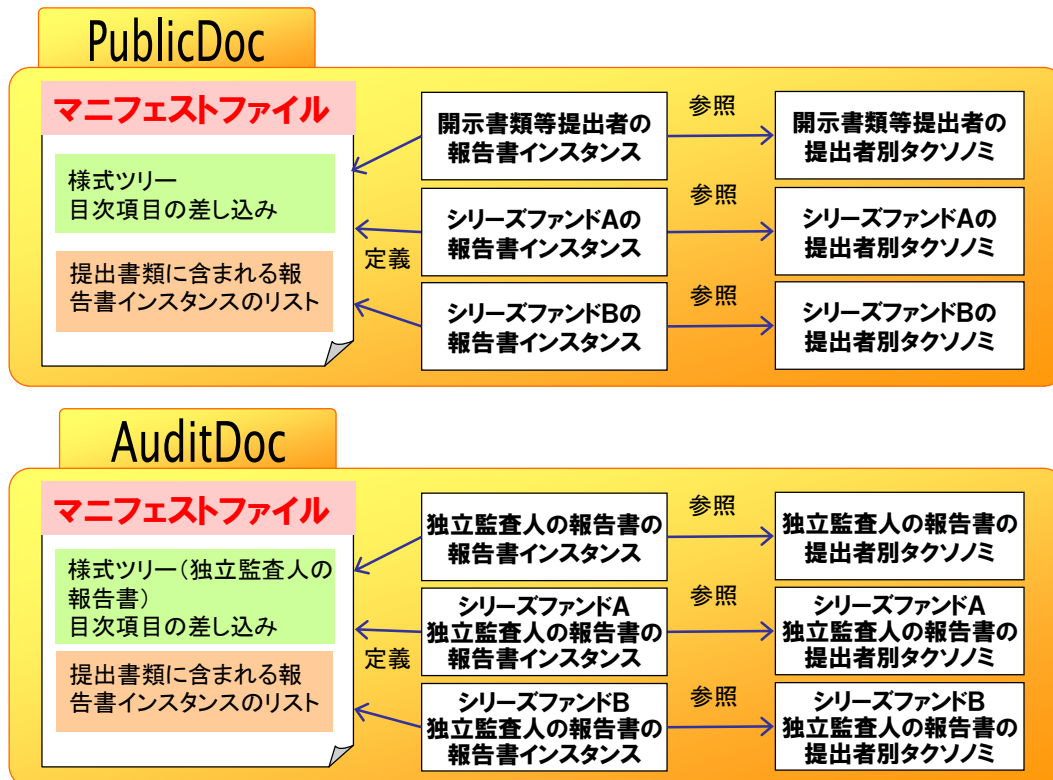 PublicDoc
マニフェストファイル
様式ツリー
目次項目の差し込み
提出書類に含まれる報
告書インスタンスのリスト
定義
開示書類等提出者の
報告書インスタンス
参照
開示書類等提出者の
提出者別タクソノミ
シリーズファンドAの
報告書インスタンス
参照
シリーズファンドAの
提出者別タクソノミ
シリーズファンドBの
報告書インスタンス
参照
シリーズファンドBの
提出者別タクソノミ
AuditDoc
マニフェストファイル
様式ツリー(独立監査人の
報告書)
目次項目の差し込み
提出書類に含まれる報
告書インスタンスのリスト
定義
独立監査人の報告書の
報告書インスタンス
参照
独立監査人の報告書の
提出者別タクソノミ
シリーズファンドA
独立監査人の報告書の
報告書インスタンス
参照
シリーズファンドA
独立監査人の報告書の
提出者別タクソノミ
シリーズファンドB
独立監査人の報告書の
報告書インスタンス
参照
シリーズファンドB
独立監査人の報告書の
提出者別タクソノミ